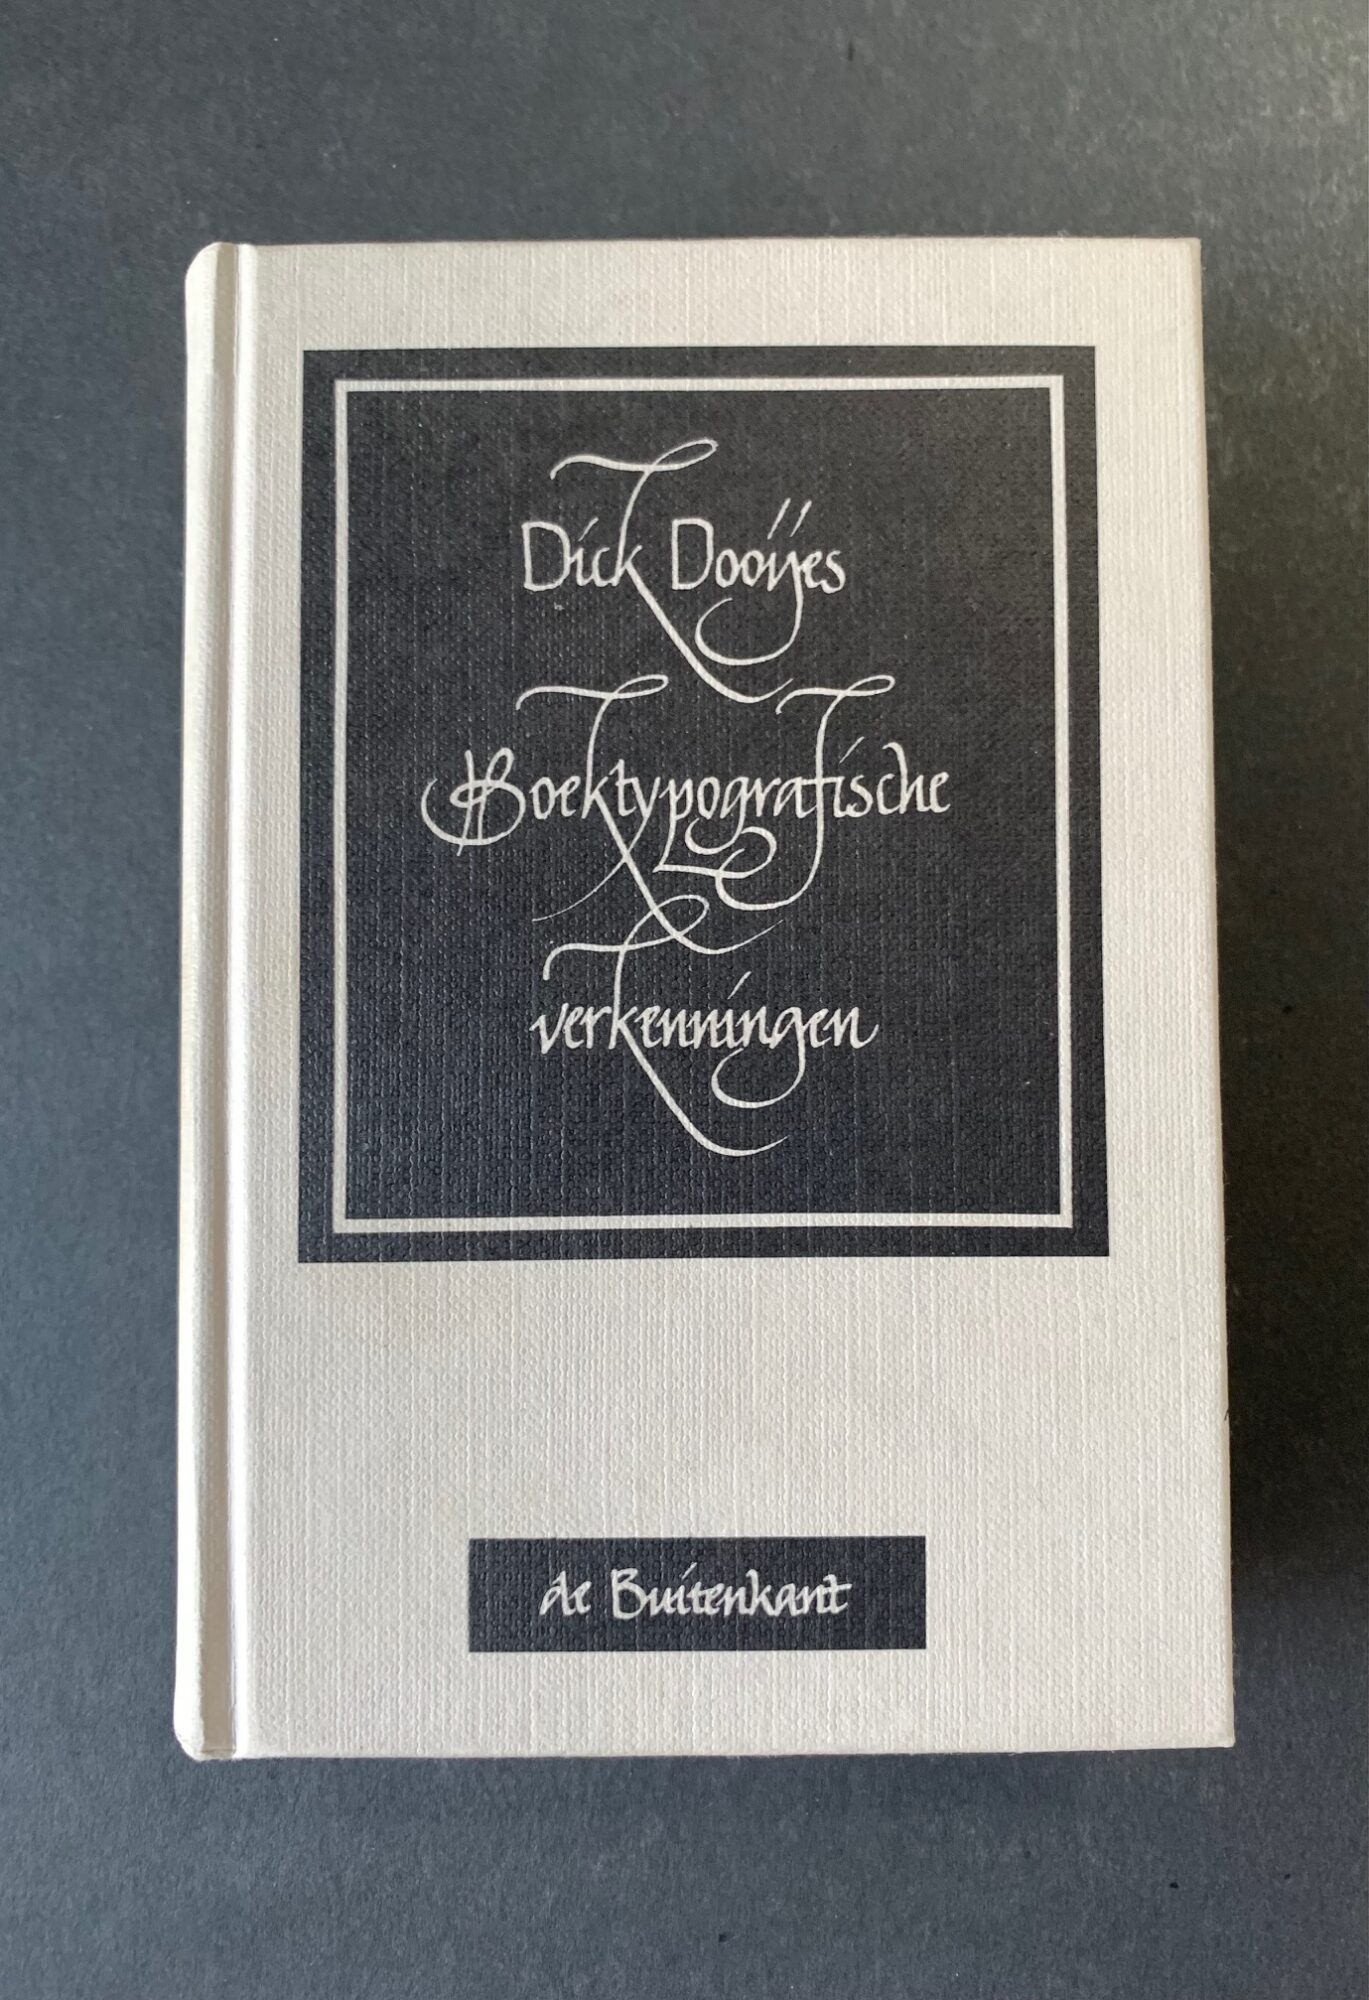 Dick Dooijes
Boektypografische
verkenningen
de Buitenkant